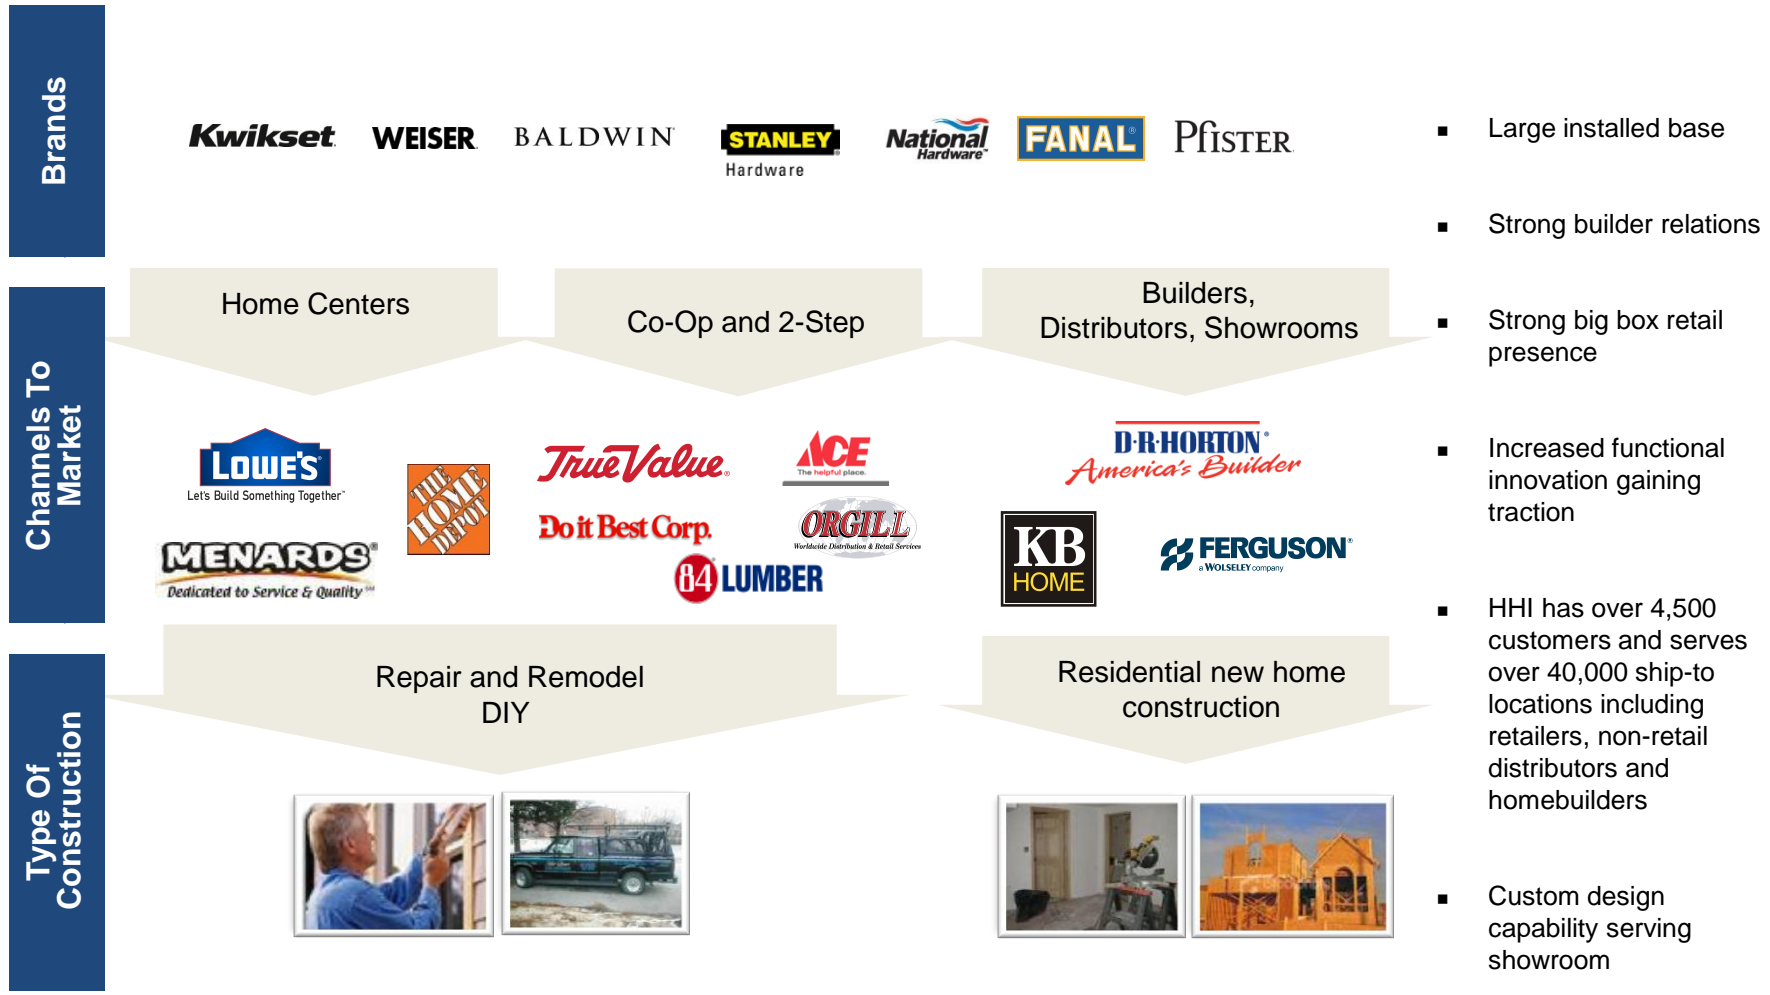 Brands
Kwikset
WEISER
BALDWIN
STANLEY
Hardware
National
Hardware™
FANAL®
Pfister
Home Centers
Co-Op and 2-Step
Builders,
Distributors, Showrooms
Channels To
Market
LOWE'S
Let's Build Something Together™
THE
HOME
DEPOT
MENARDS®
Dedicated to Service & Quality℠
True Value®
ACE
The helpful place.
Do it Best Corp.
ORGILL
Worldwide Distribution & Retail Services
84 LUMBER
D·R·HORTON®
America's Builder
KB
HOME
FERGUSON®
a WOLSELEY company
Type Of
Construction
Repair and Remodel
DIY
Residential new home
construction
▪ Large installed base
▪ Strong builder relations
▪ Strong big box retail
presence
▪ Increased functional
innovation gaining
traction
▪ HHI has over 4,500
customers and serves
over 40,000 ship-to
locations including
retailers, non-retail
distributors and
homebuilders
▪ Custom design
capability serving
showroom